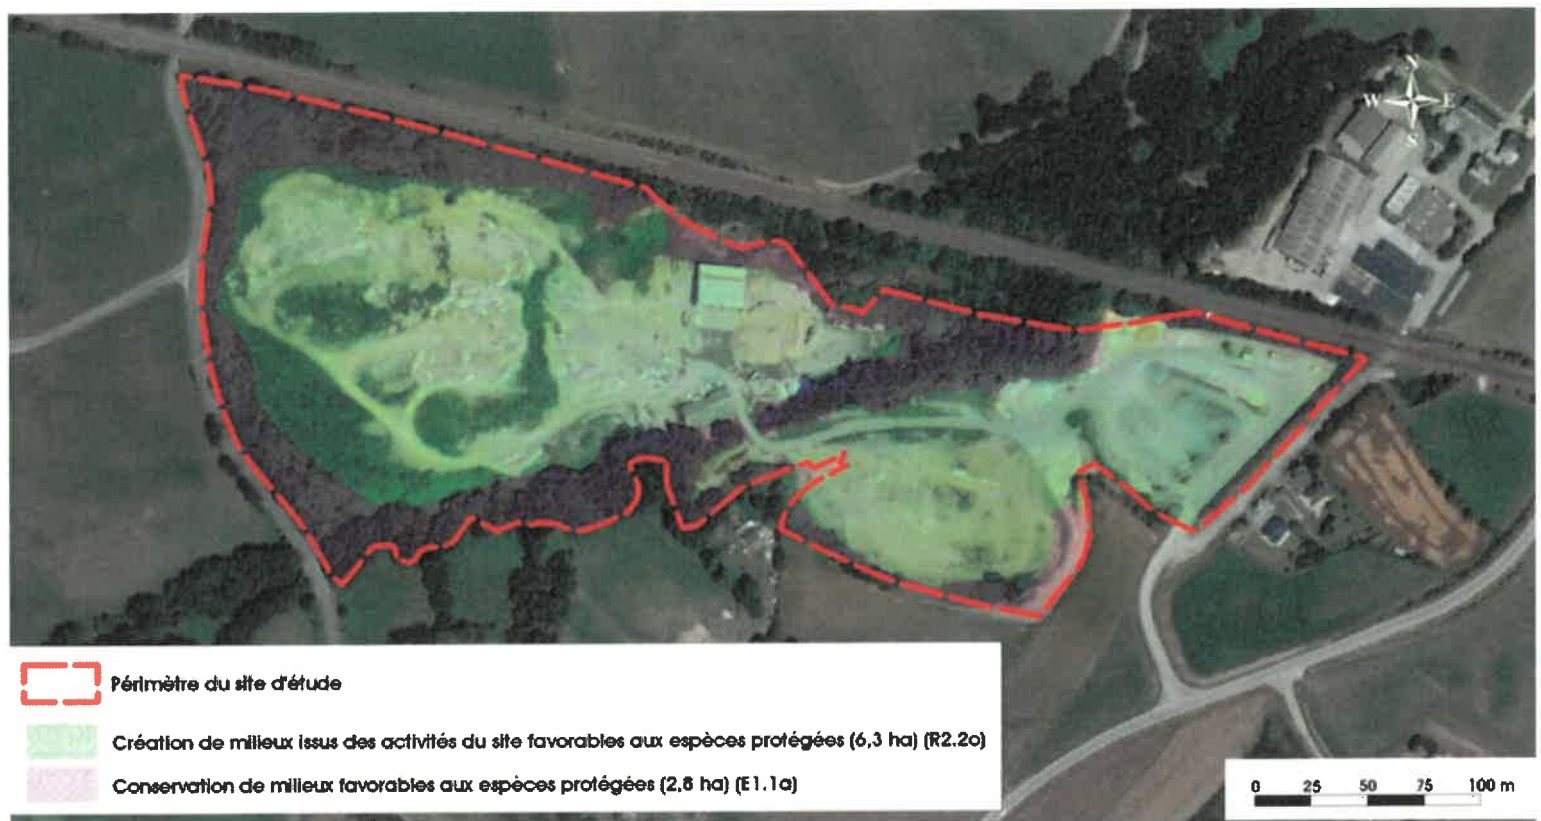 N
W E
S
Périmètre du site d'étude
Création de milieux issus des activités du site favorables aux espèces protégées (6,3 ha) (R2.2o)
Conservation de milieux favorables aux espèces protégées (2,8 ha) (E1.1a)
0 25 50 75 100 m